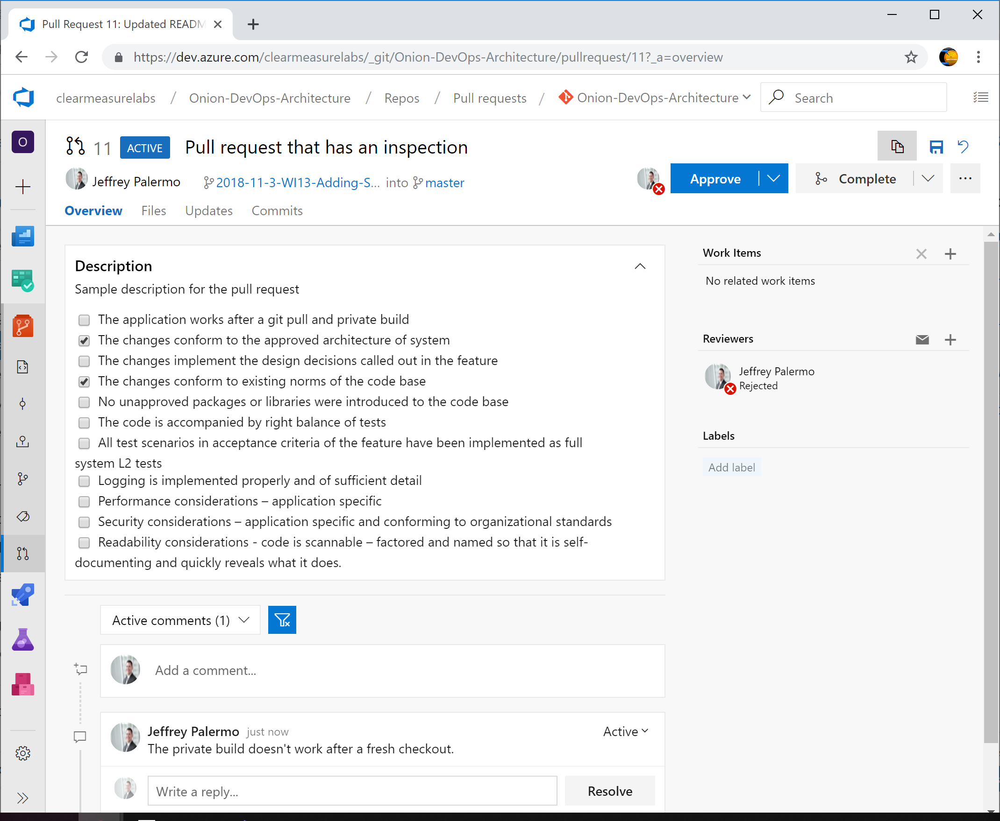 Pull Request 11: Updated READM
https://dev.azure.com/clearmeasurelabs/_git/Onion-DevOps-Architecture/pullrequest/11?_a=overview
clearmeasurelabs / Onion-DevOps-Architecture / Repos / Pull requests / Onion-DevOps-Architecture
Search
O
11 ACTIVE Pull request that has an inspection
Jeffrey Palermo 2018-11-3-WI13-Adding-S... into master
Approve
Complete
Overview Files Updates Commits
Description
Sample description for the pull request
The application works after a git pull and private build
The changes conform to the approved architecture of system
The changes implement the design decisions called out in the feature
The changes conform to existing norms of the code base
No unapproved packages or libraries were introduced to the code base
The code is accompanied by right balance of tests
All test scenarios in acceptance criteria of the feature have been implemented as full
system L2 tests
Logging is implemented properly and of sufficient detail
Performance considerations – application specific
Security considerations – application specific and conforming to organizational standards
Readability considerations - code is scannable – factored and named so that it is self-
documenting and quickly reveals what it does.
Work Items
No related work items
Reviewers
Jeffrey Palermo
Rejected
Labels
Add label
Active comments (1)
Add a comment...
Jeffrey Palermo just now
Active
The private build doesn't work after a fresh checkout.
Write a reply...
Resolve